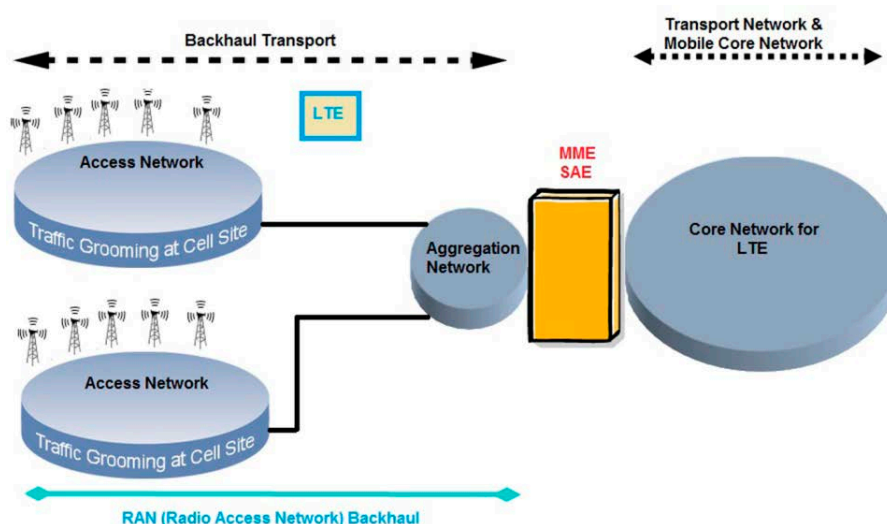 Backhaul Transport
Transport Network &
Mobile Core Network
LTE
Access Network
Traffic Grooming at Cell Site
MME
SAE
Aggregation
Network
Core Network for
LTE
Access Network
Traffic Grooming at Cell Site
RAN (Radio Access Network) Backhaul